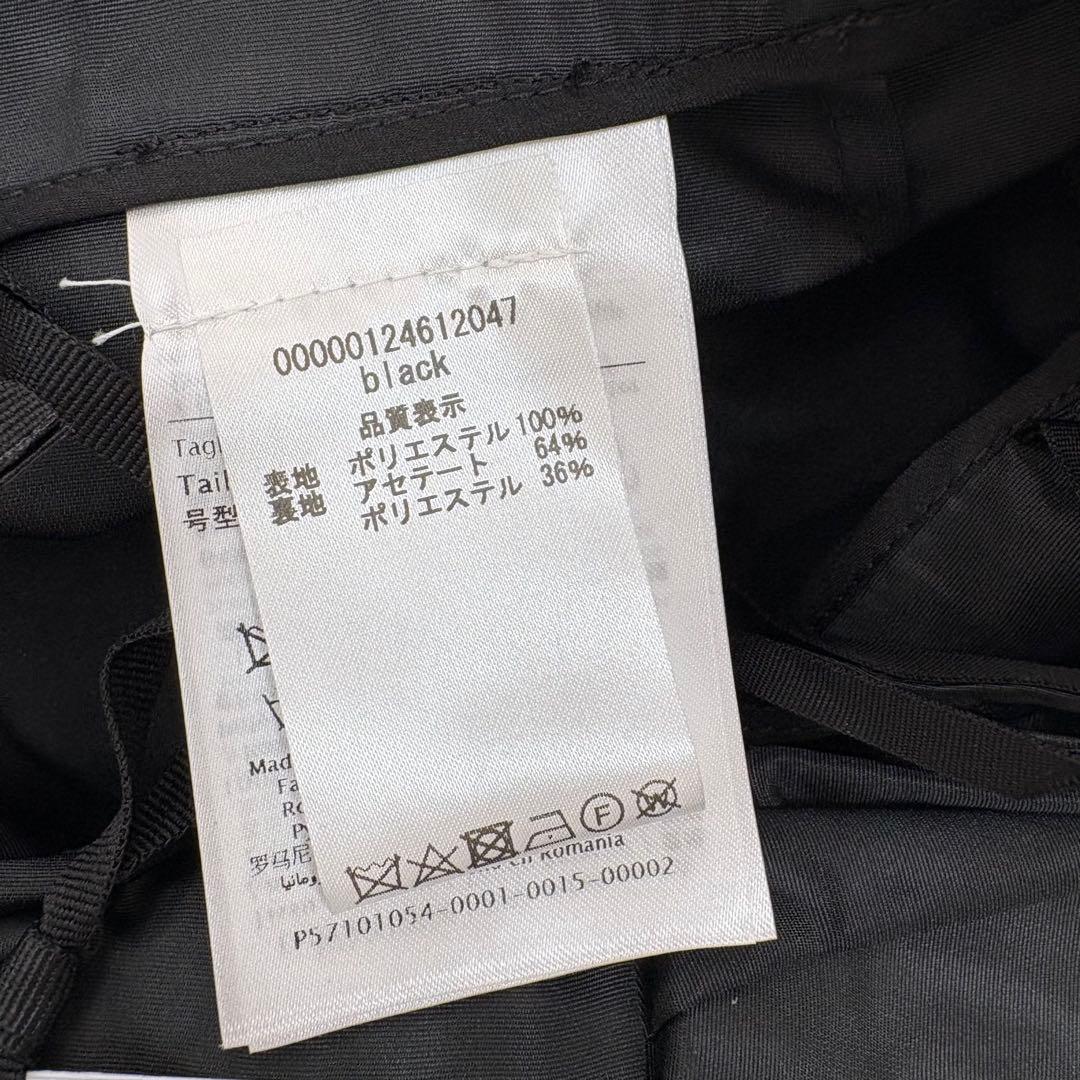 00000124612047
black
品質表示
表地 ポリエステル 100%
裏地 アセテート 64%
ポリエステル 36%
Tagl
Tail
号型
Mad
Fa
罗马尼
en Romania
رومانيا
P57101054-0001-0015-00002
F
W